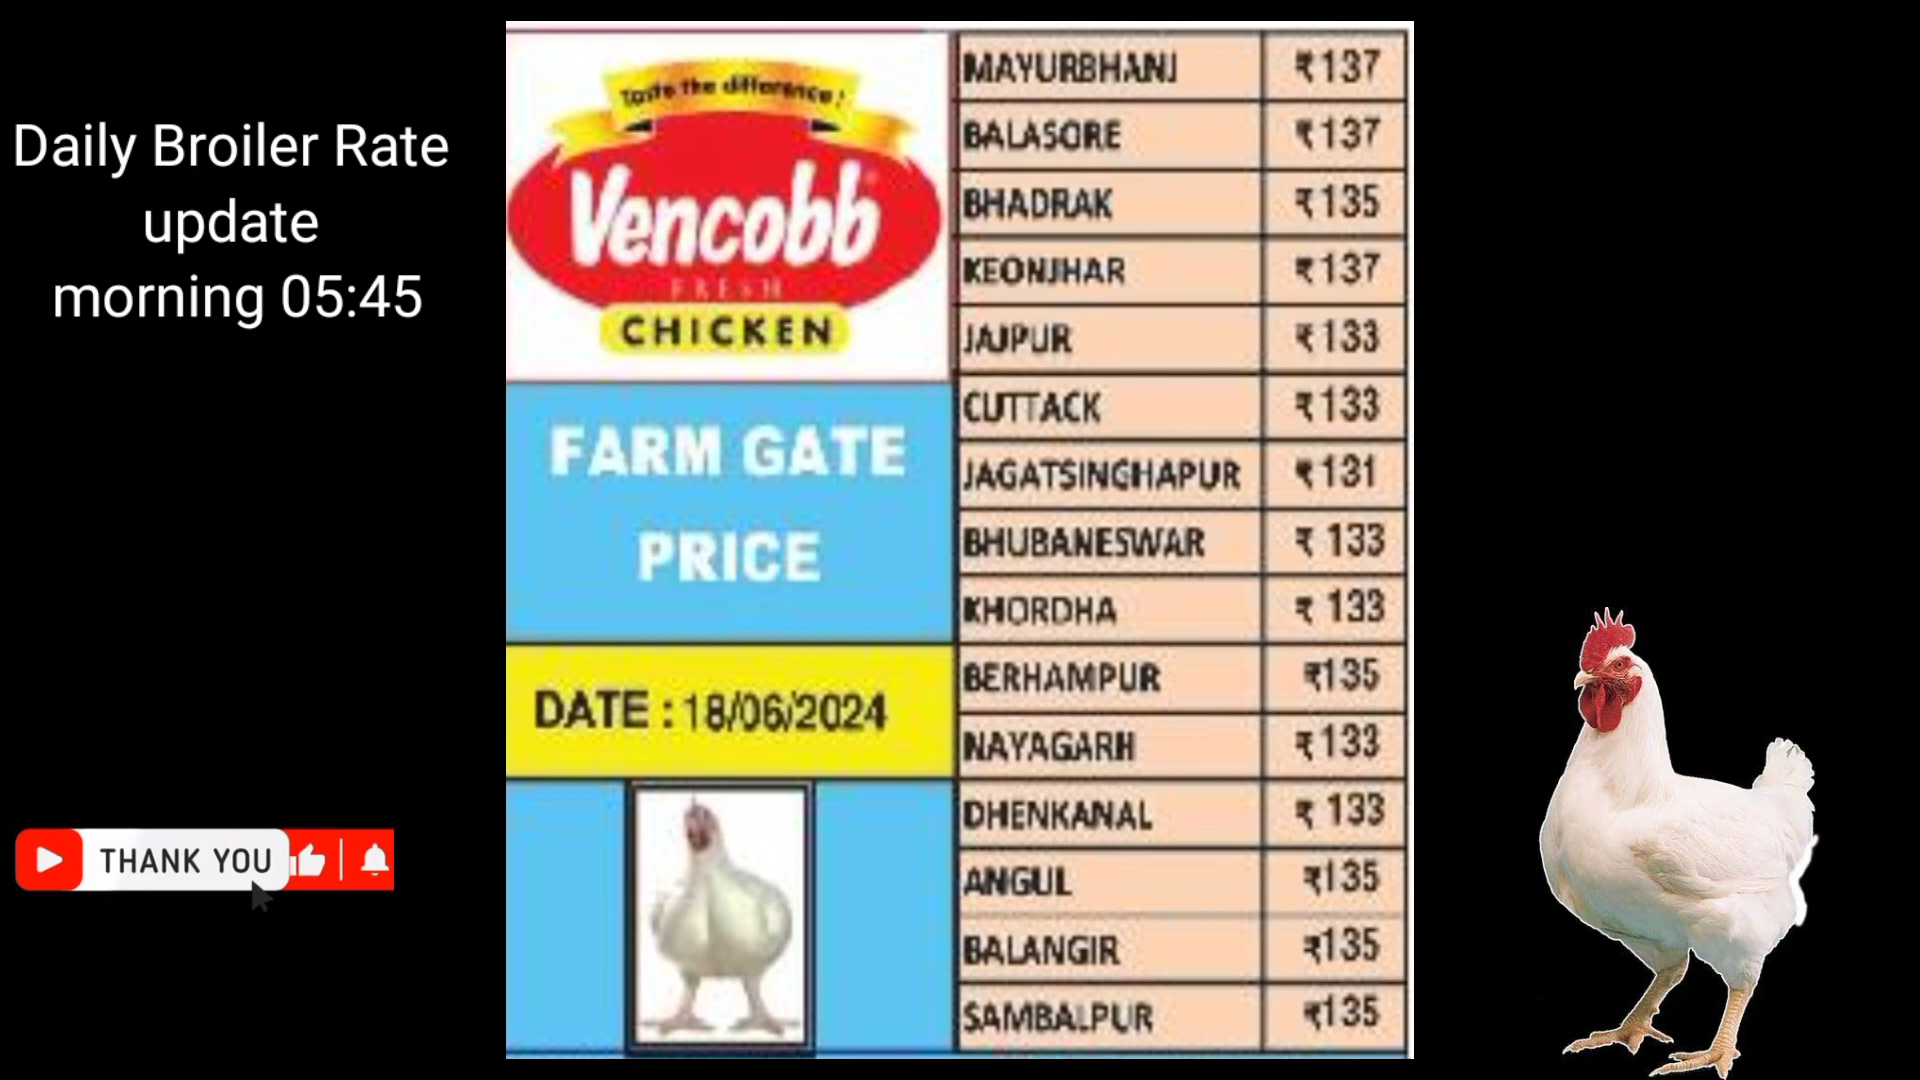 Daily Broiler Rate
update
morning 05:45
Taste the difference!
Vencobb
FRESH
CHICKEN
FARM GATE
PRICE
DATE : 18/06/2024
MAYURBHANJ ₹137
BALASORE ₹137
BHADRAK ₹135
KEONJHAR ₹137
JAJPUR ₹133
CUTTACK ₹133
JAGATSINGHAPUR ₹131
BHUBANESWAR ₹ 133
KHORDHA ₹ 133
BERHAMPUR ₹135
NAYAGARH ₹133
DHENKANAL ₹ 133
ANGUL ₹135
BALANGIR ₹135
SAMBALPUR ₹135
THANK YOU